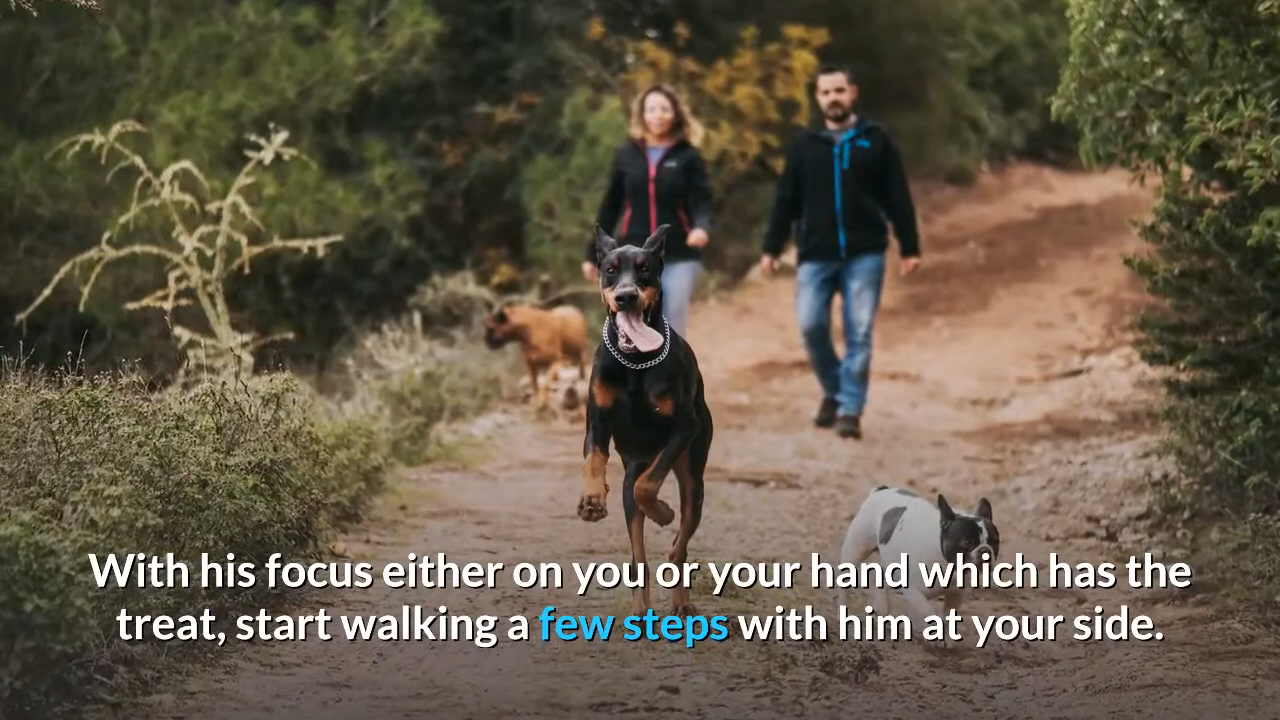 With his focus either on you or your hand which has the
treat, start walking a few steps with him at your side.